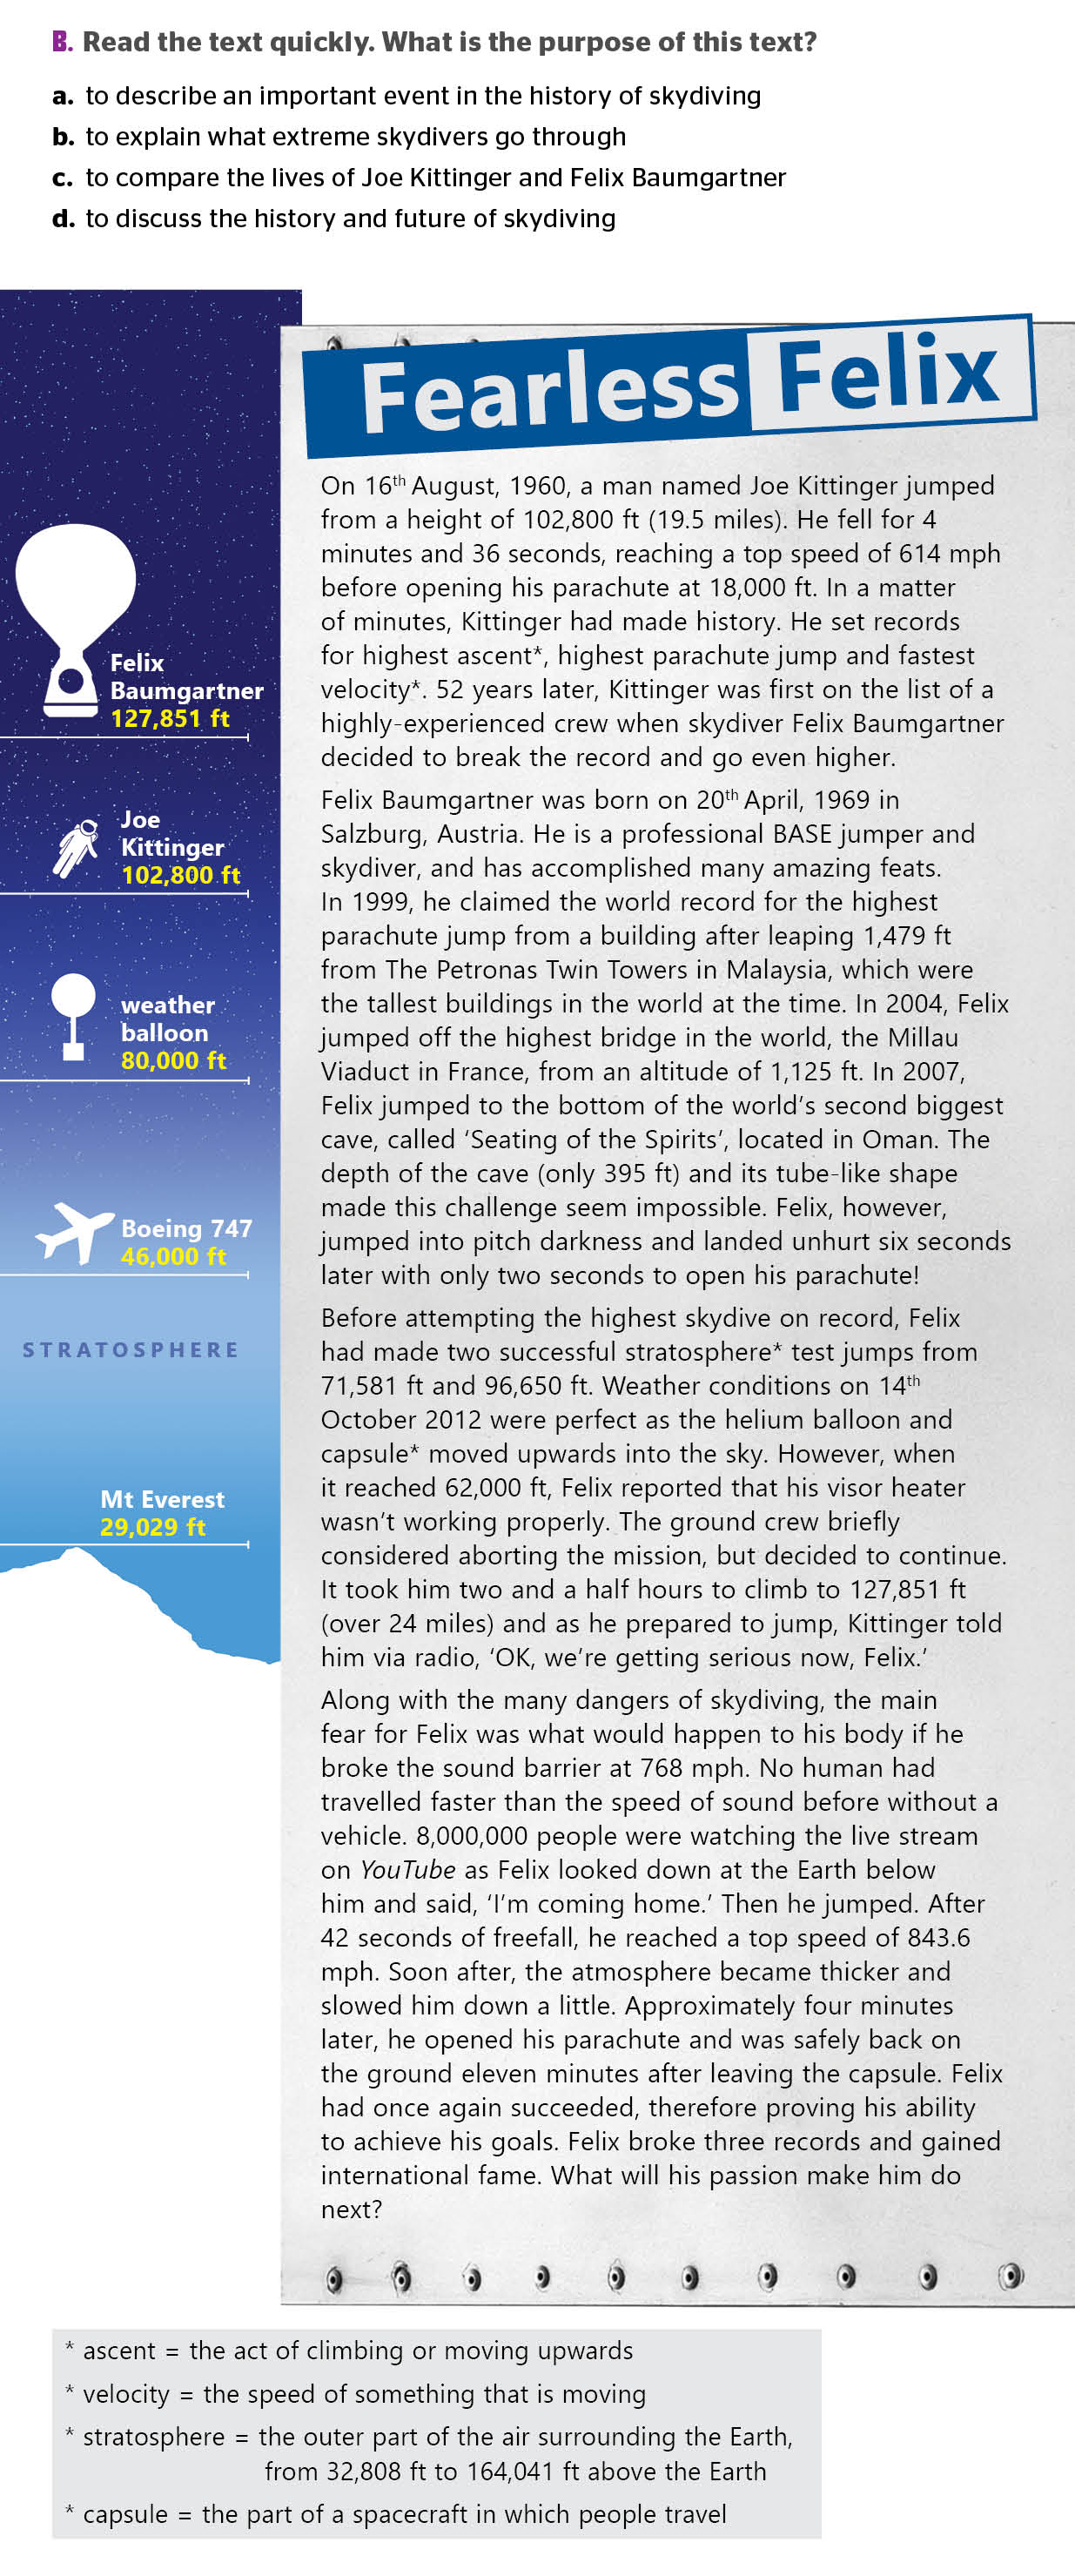 B. Read the text quickly. What is the purpose of this text?
a. to describe an important event in the history of skydiving
b. to explain what extreme skydivers go through
c. to compare the lives of Joe Kittinger and Felix Baumgartner
d. to discuss the history and future of skydiving
Felix
Baumgartner
127,851 ft
Joe
Kittinger
102,800 ft
weather
balloon
80,000 ft
Boeing 747
46,000 ft
STRATOSPHERE
Mt Everest
29,029 ft
Fearless Felix
On 16th August, 1960, a man named Joe Kittinger jumped
from a height of 102,800 ft (19.5 miles). He fell for 4
minutes and 36 seconds, reaching a top speed of 614 mph
before opening his parachute at 18,000 ft. In a matter
of minutes, Kittinger had made history. He set records
for highest ascent*, highest parachute jump and fastest
velocity*. 52 years later, Kittinger was first on the list of a
highly-experienced crew when skydiver Felix Baumgartner
decided to break the record and go even higher.
Felix Baumgartner was born on 20th April, 1969 in
Salzburg, Austria. He is a professional BASE jumper and
skydiver, and has accomplished many amazing feats.
In 1999, he claimed the world record for the highest
parachute jump from a building after leaping 1,479 ft
from The Petronas Twin Towers in Malaysia, which were
the tallest buildings in the world at the time. In 2004, Felix
jumped off the highest bridge in the world, the Millau
Viaduct in France, from an altitude of 1,125 ft. In 2007,
Felix jumped to the bottom of the world's second biggest
cave, called 'Seating of the Spirits', located in Oman. The
depth of the cave (only 395 ft) and its tube-like shape
made this challenge seem impossible. Felix, however,
jumped into pitch darkness and landed unhurt six seconds
later with only two seconds to open his parachute!
Before attempting the highest skydive on record, Felix
had made two successful stratosphere* test jumps from
71,581 ft and 96,650 ft. Weather conditions on 14th
October 2012 were perfect as the helium balloon and
capsule* moved upwards into the sky. However, when
it reached 62,000 ft, Felix reported that his visor heater
wasn't working properly. The ground crew briefly
considered aborting the mission, but decided to continue.
It took him two and a half hours to climb to 127,851 ft
(over 24 miles) and as he prepared to jump, Kittinger told
him via radio, 'OK, we're getting serious now, Felix.'
Along with the many dangers of skydiving, the main
fear for Felix was what would happen to his body if he
broke the sound barrier at 768 mph. No human had
travelled faster than the speed of sound before without a
vehicle. 8,000,000 people were watching the live stream
on YouTube as Felix looked down at the Earth below
him and said, 'I'm coming home.' Then he jumped. After
42 seconds of freefall, he reached a top speed of 843.6
mph. Soon after, the atmosphere became thicker and
slowed him down a little. Approximately four minutes
later, he opened his parachute and was safely back on
the ground eleven minutes after leaving the capsule. Felix
had once again succeeded, therefore proving his ability
to achieve his goals. Felix broke three records and gained
international fame. What will his passion make him do
next?
* ascent = the act of climbing or moving upwards
* velocity = the speed of something that is moving
* stratosphere = the outer part of the air surrounding the Earth,
from 32,808 ft to 164,041 ft above the Earth
* capsule = the part of a spacecraft in which people travel